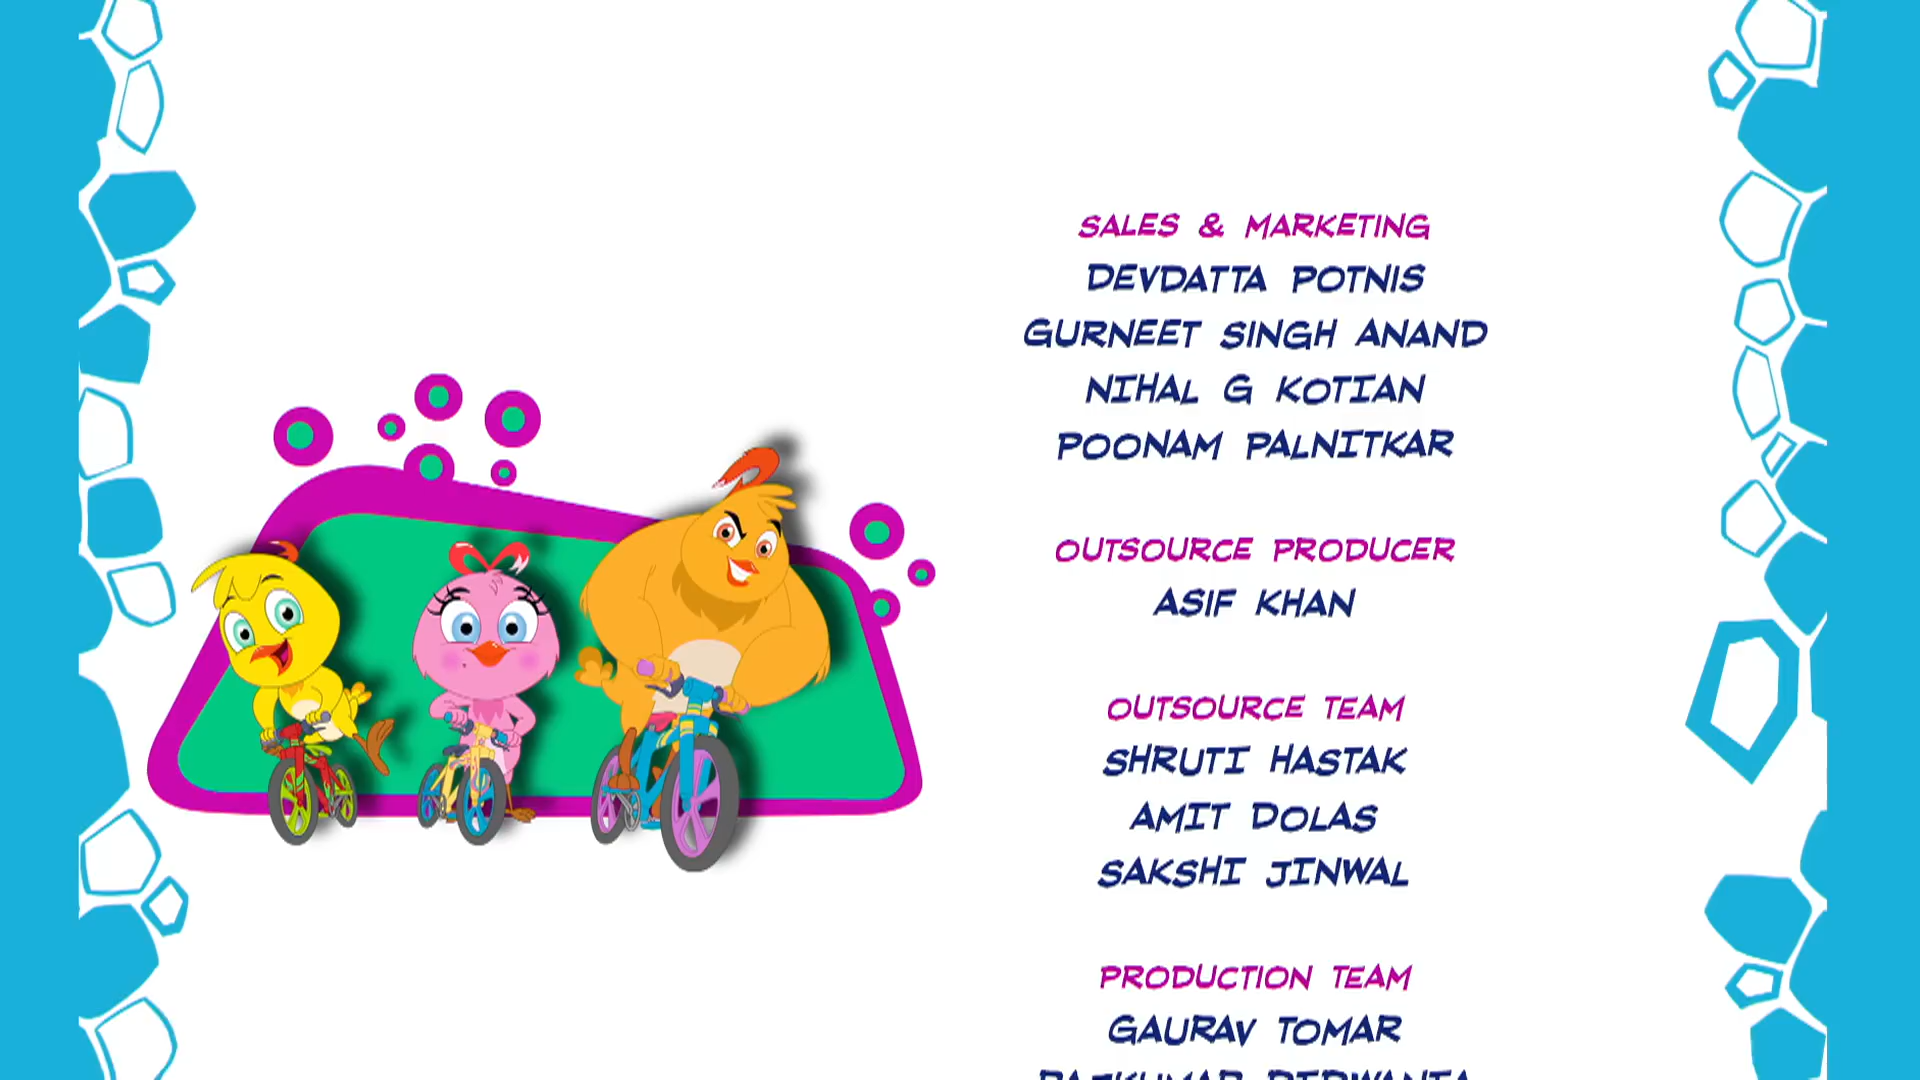 SALES & MARKETING
DEVDATTA POTNIS
GURNEET SINGH ANAND
NIHAL G KOTIAN
POONAM PALNITKAR
OUTSOURCE PRODUCER
ASIF KHAN
OUTSOURCE TEAM
SHRUTI HASTAK
AMIT DOLAS
SAKSHI JINWAL
PRODUCTION TEAM
GAURAV TOMAR